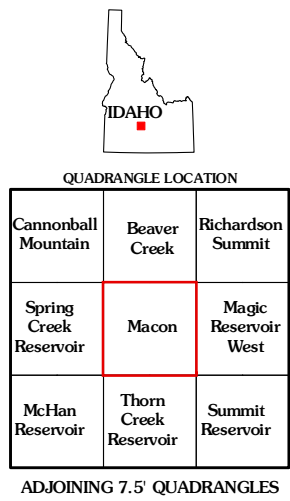 IDAHO
QUADRANGLE LOCATION
Cannonball
Mountain
Beaver
Creek
Richardson
Summit
Spring
Creek
Reservoir
Macon
Magic
Reservoir
West
McHan
Reservoir
Thorn
Creek
Reservoir
Summit
Reservoir
ADJOINING 7.5' QUADRANGLES